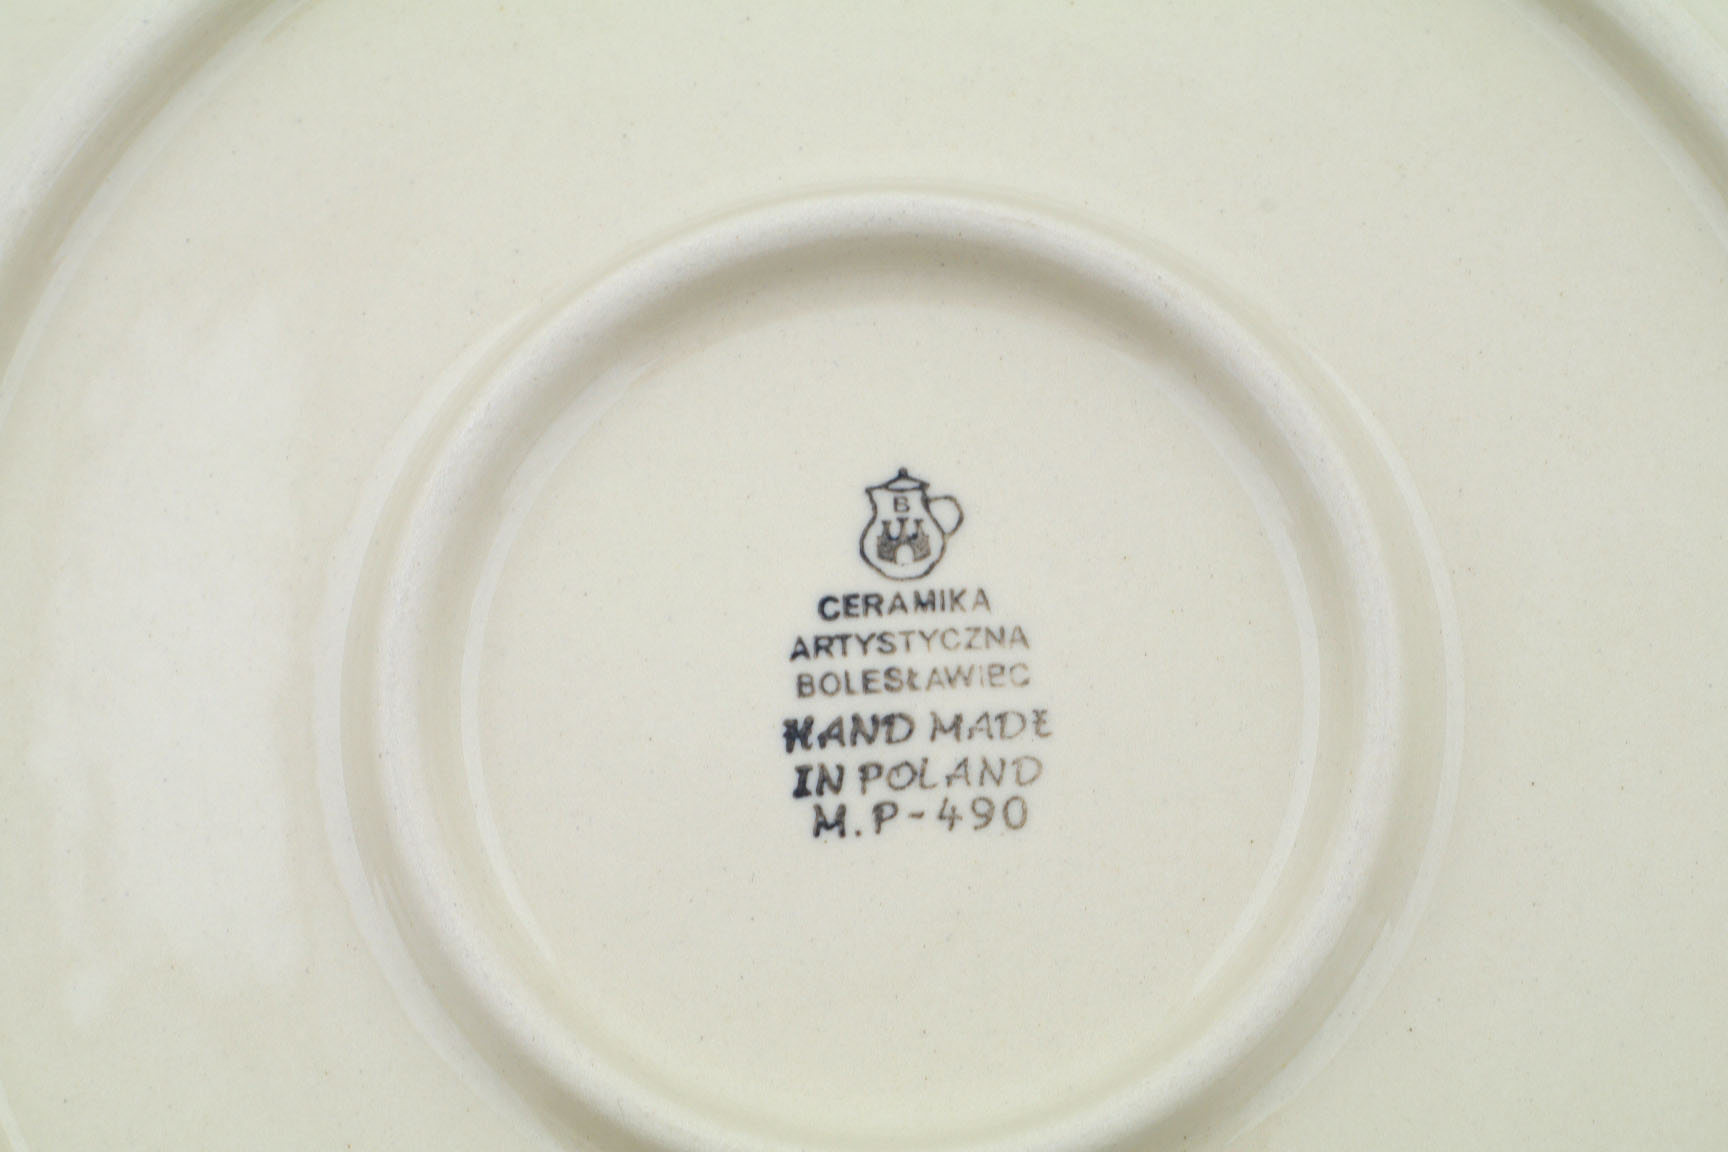 B
CERAMIKA
ARTYSTYCZNA
BOLESŁAWIEC
HAND MADE
IN POLAND
M.P-490